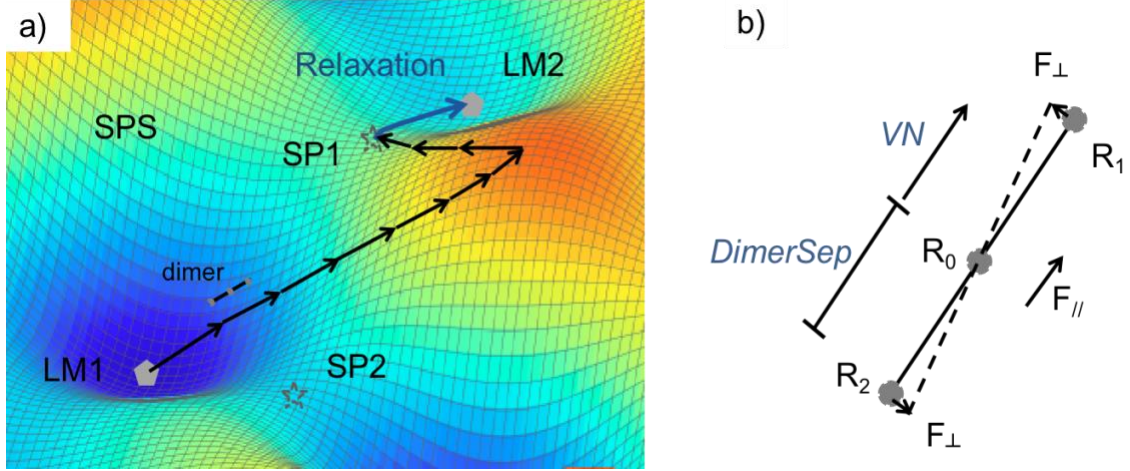 a)
Relaxation
LM2
SPS
SP1
dimer
LM1
SP2
b)
F⊥
VN
R₁
DimerSep
R₀
F//
R₂
F⊥